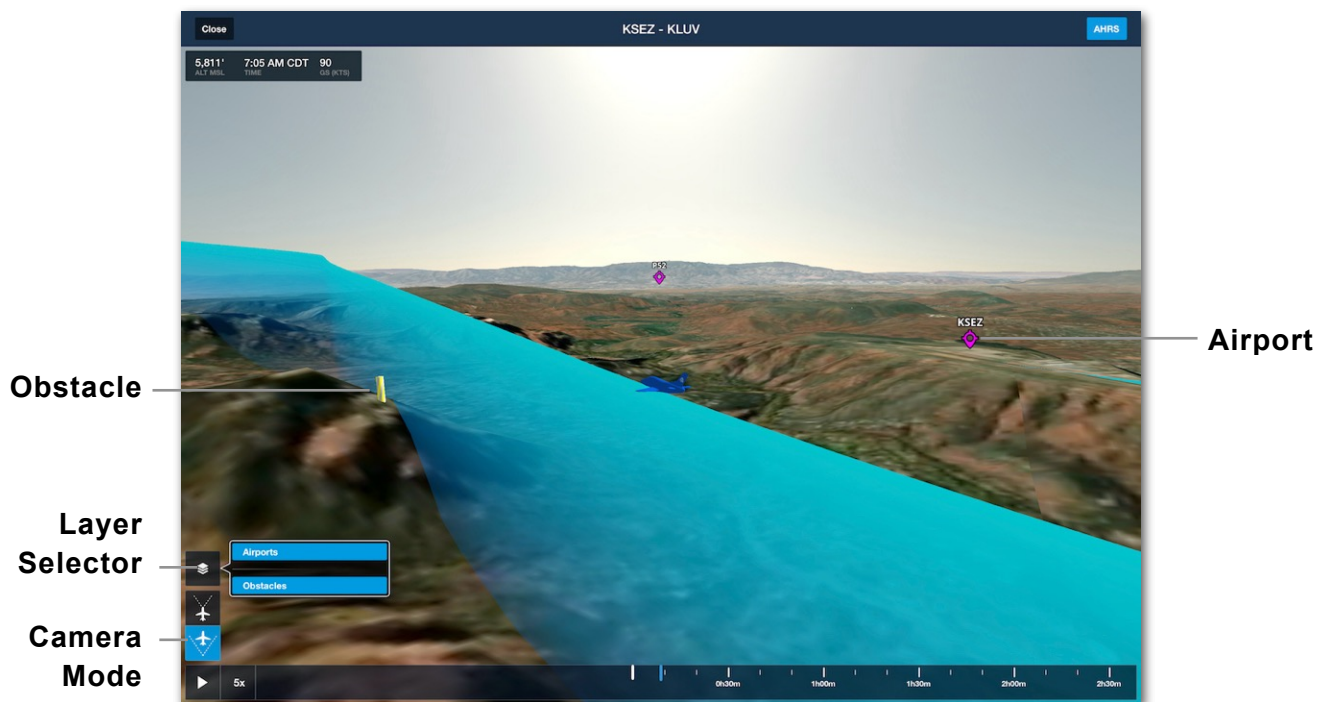 Close
KSEZ - KLUV
AHRS
5,811' 7:05 AM CDT 90
ALT MSL TIME GS (KTS)
P52
KSEZ
Airport
Obstacle
Layer
Selector
Airports
Obstacles
Camera
Mode
5x
0h30m 1h00m 1h30m 2h00m 2h30m